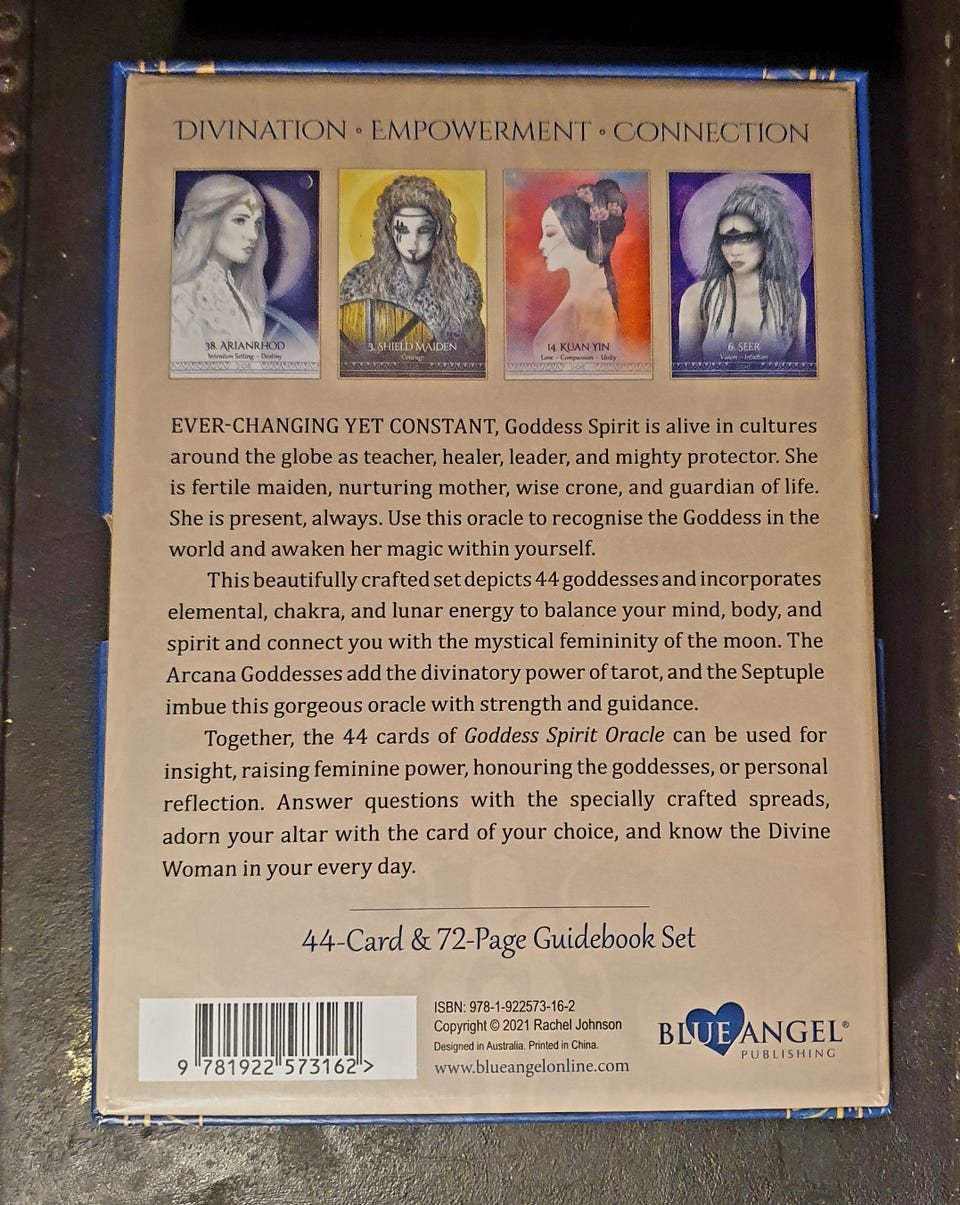 DIVINATION • EMPOWERMENT • CONNECTION
38. ARIANRHOD
Intention Setting – Destiny
3. SHIELD MAIDEN
Courage
14. KUAN YIN
Love – Compassion – Unity
6. SEER
Vision – Intuition
EVER-CHANGING YET CONSTANT, Goddess Spirit is alive in cultures
around the globe as teacher, healer, leader, and mighty protector. She
is fertile maiden, nurturing mother, wise crone, and guardian of life.
She is present, always. Use this oracle to recognise the Goddess in the
world and awaken her magic within yourself.
This beautifully crafted set depicts 44 goddesses and incorporates
elemental, chakra, and lunar energy to balance your mind, body, and
spirit and connect you with the mystical femininity of the moon. The
Arcana Goddesses add the divinatory power of tarot, and the Septuple
imbue this gorgeous oracle with strength and guidance.
Together, the 44 cards of Goddess Spirit Oracle can be used for
insight, raising feminine power, honouring the goddesses, or personal
reflection. Answer questions with the specially crafted spreads,
adorn your altar with the card of your choice, and know the Divine
Woman in your every day.
44-Card & 72-Page Guidebook Set
9 781922 573162 >
ISBN: 978-1-922573-16-2
Copyright © 2021 Rachel Johnson
Designed in Australia. Printed in China.
www.blueangelonline.com
BLUE ANGEL®
PUBLISHING